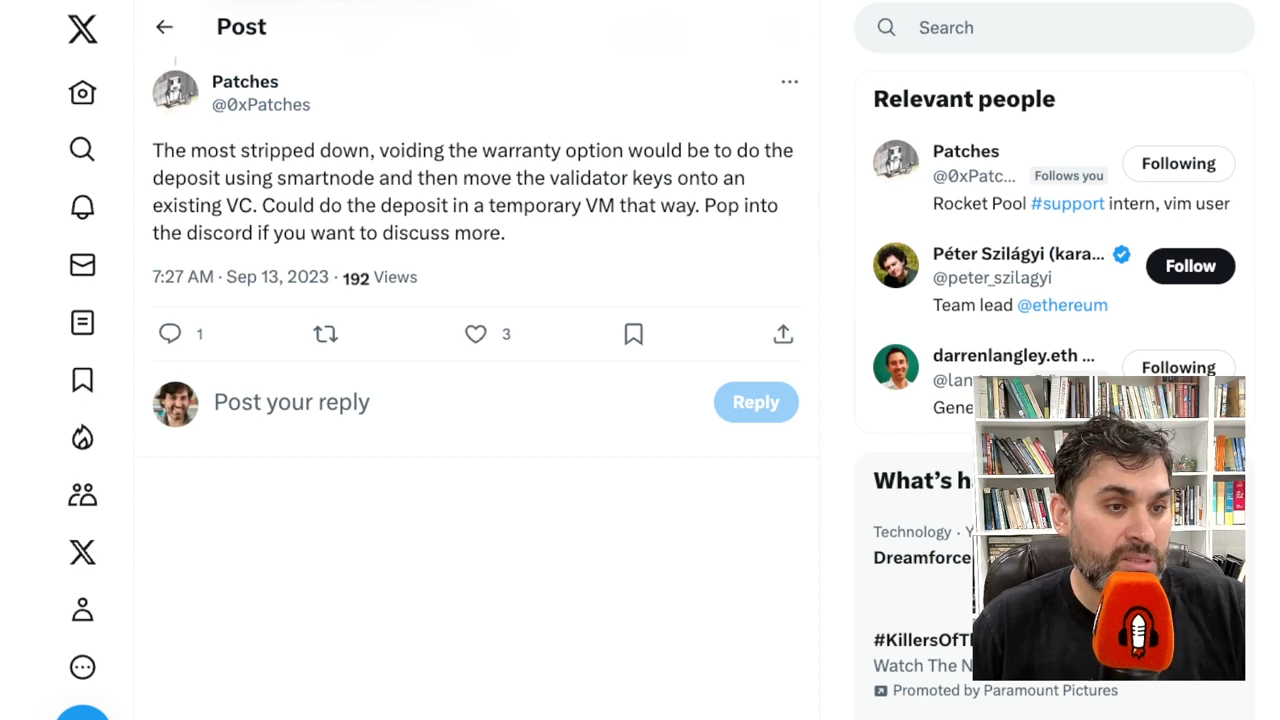 Post
Patches
@0xPatches
The most stripped down, voiding the warranty option would be to do the
deposit using smartnode and then move the validator keys onto an
existing VC. Could do the deposit in a temporary VM that way. Pop into
the discord if you want to discuss more.
7:27 AM · Sep 13, 2023 · 192 Views
1
3
Post your reply
Reply
Search
Relevant people
Patches
@0xPatc... Follows you
Following
Rocket Pool #support intern, vim user
Péter Szilágyi (kara...
@peter_szilagyi
Follow
Team lead @ethereum
darrenlangley.eth ...
@lan
Following
Gene
What's h
Technology · Y
Dreamforce
#KillersOfTh
Watch The N
Promoted by Paramount Pictures